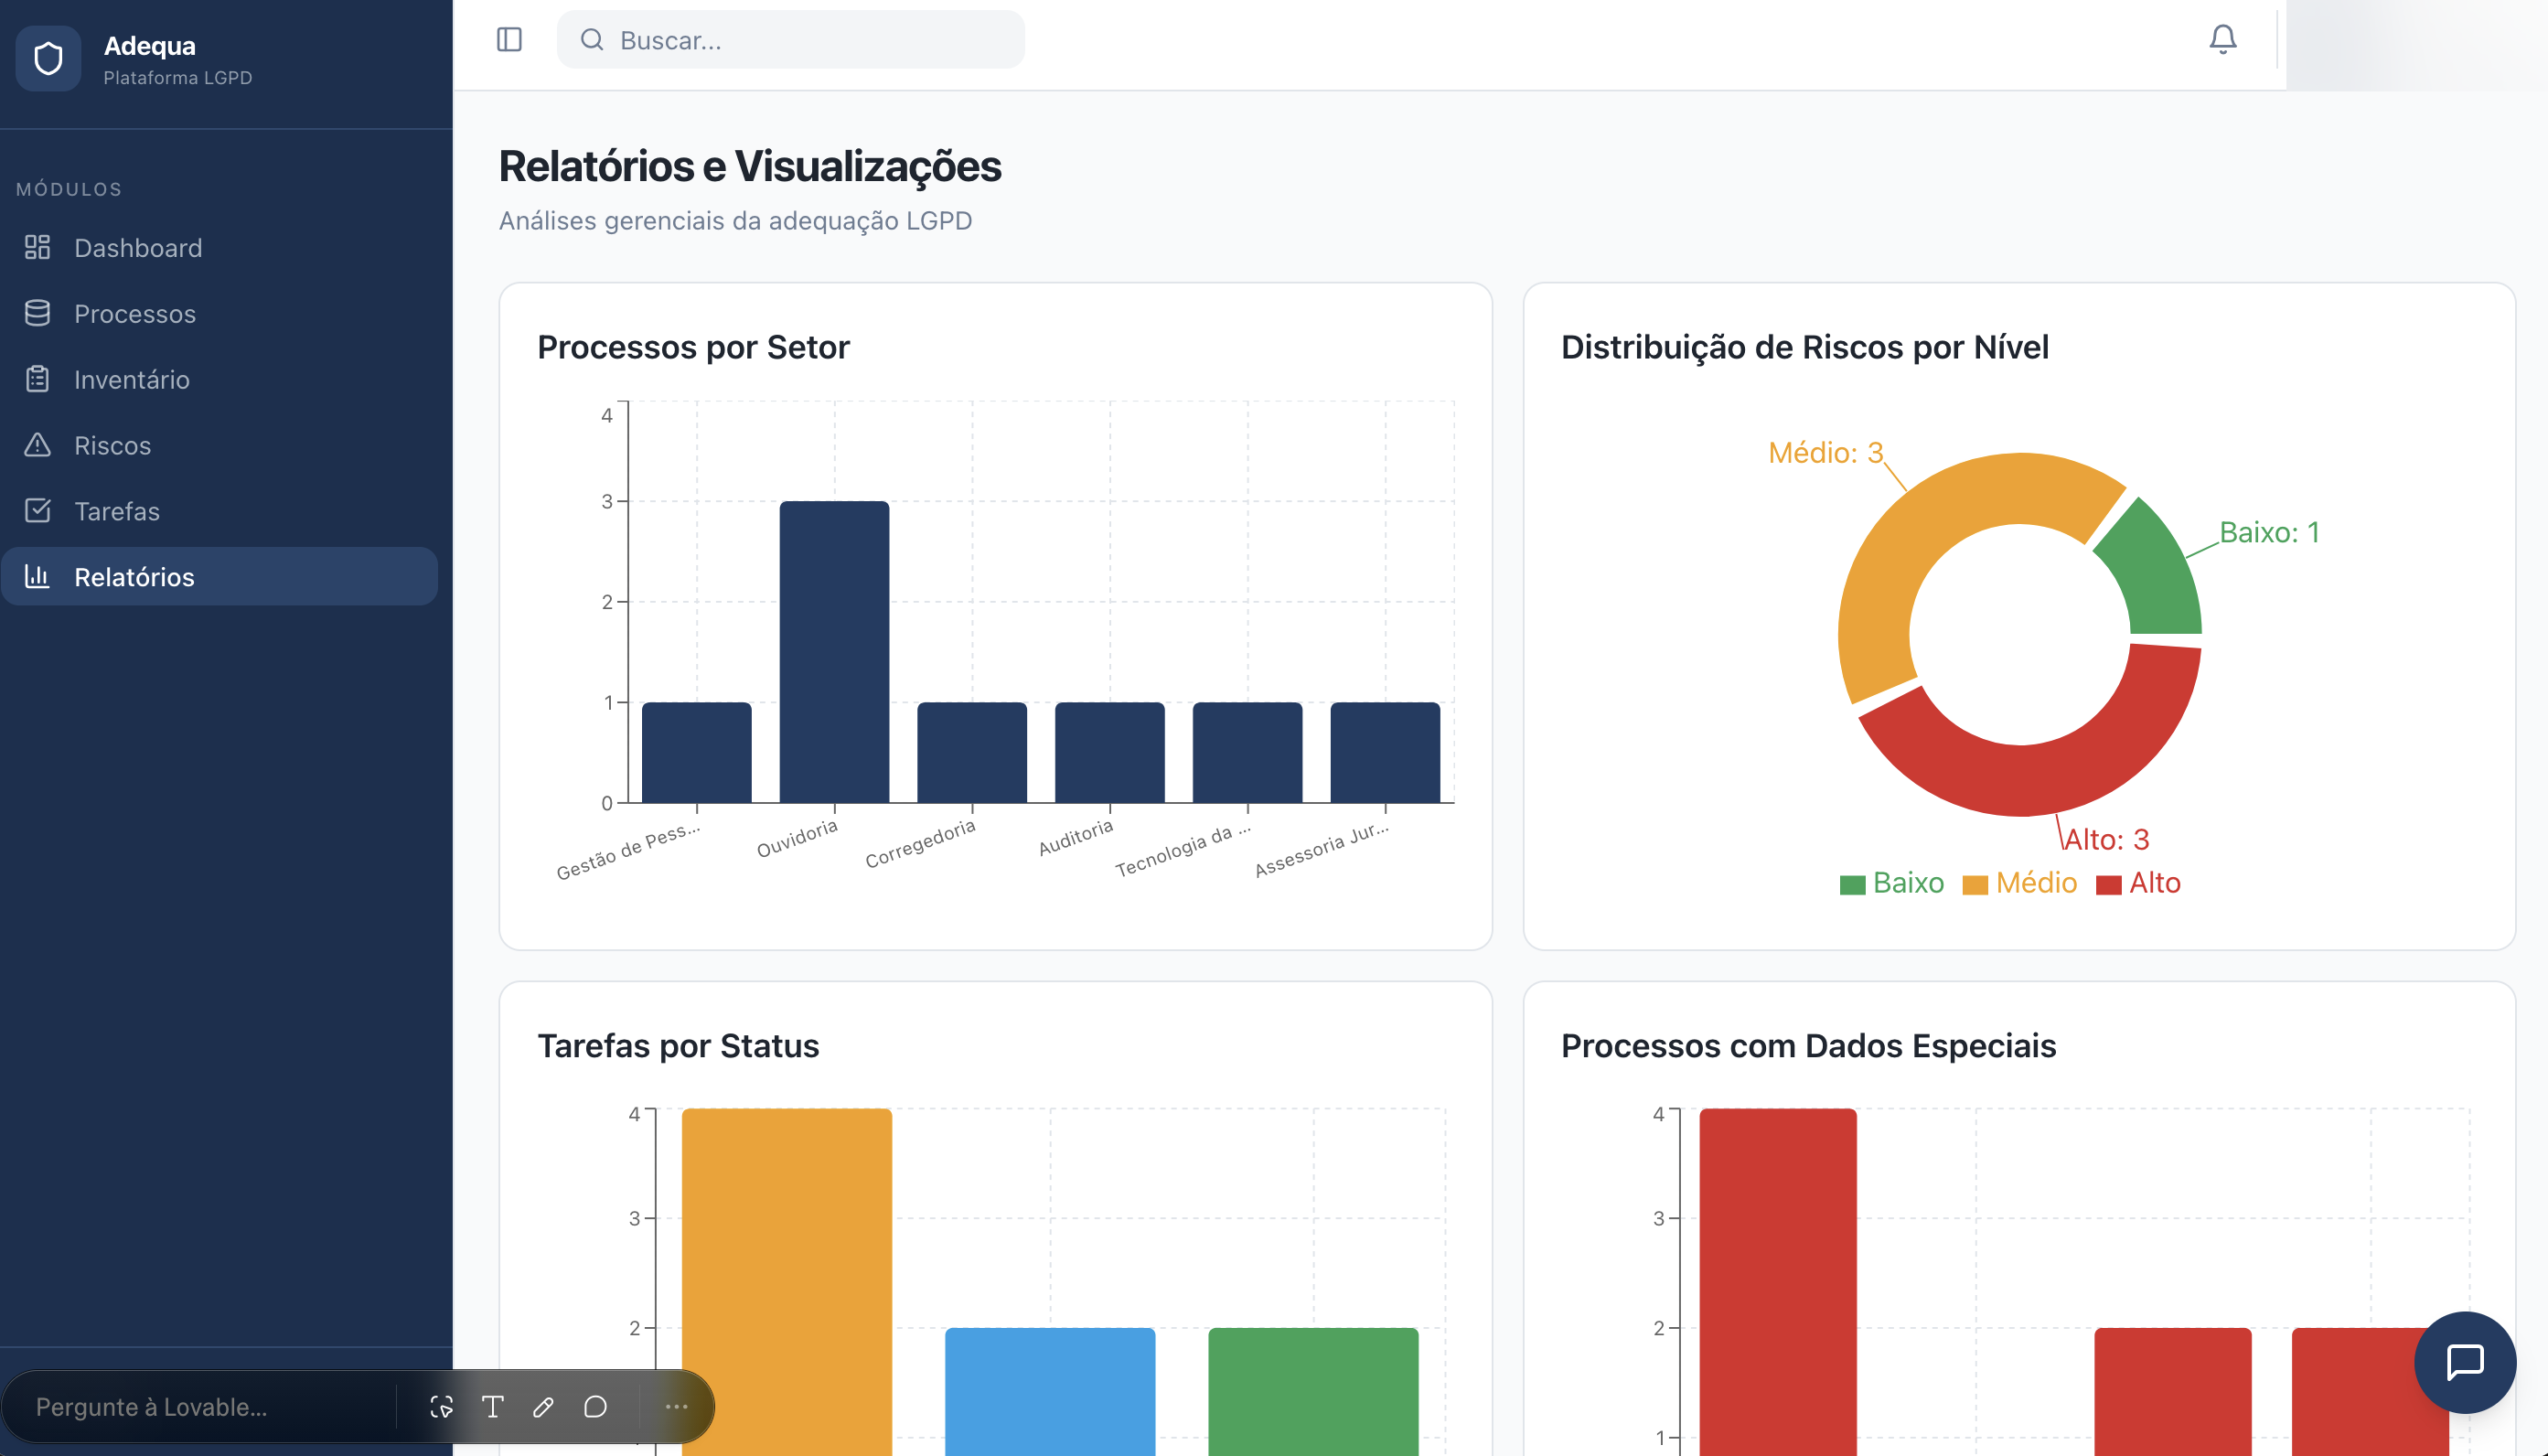 Adequa
Plataforma LGPD
MÓDULOS
Dashboard
Processos
Inventário
Riscos
Tarefas
Relatórios
Pergunte à Lovable...
Buscar...
Relatórios e Visualizações
Análises gerenciais da adequação LGPD
Processos por Setor
4
3
2
1
0
Gestão de Pess...
Ouvidoria
Corregedoria
Auditoria
Tecnologia da ...
Assessoria Jur...
Distribuição de Riscos por Nível
Médio: 3
Baixo: 1
Alto: 3
Baixo
Médio
Alto
Tarefas por Status
4
3
2
Processos com Dados Especiais
4
3
2
1